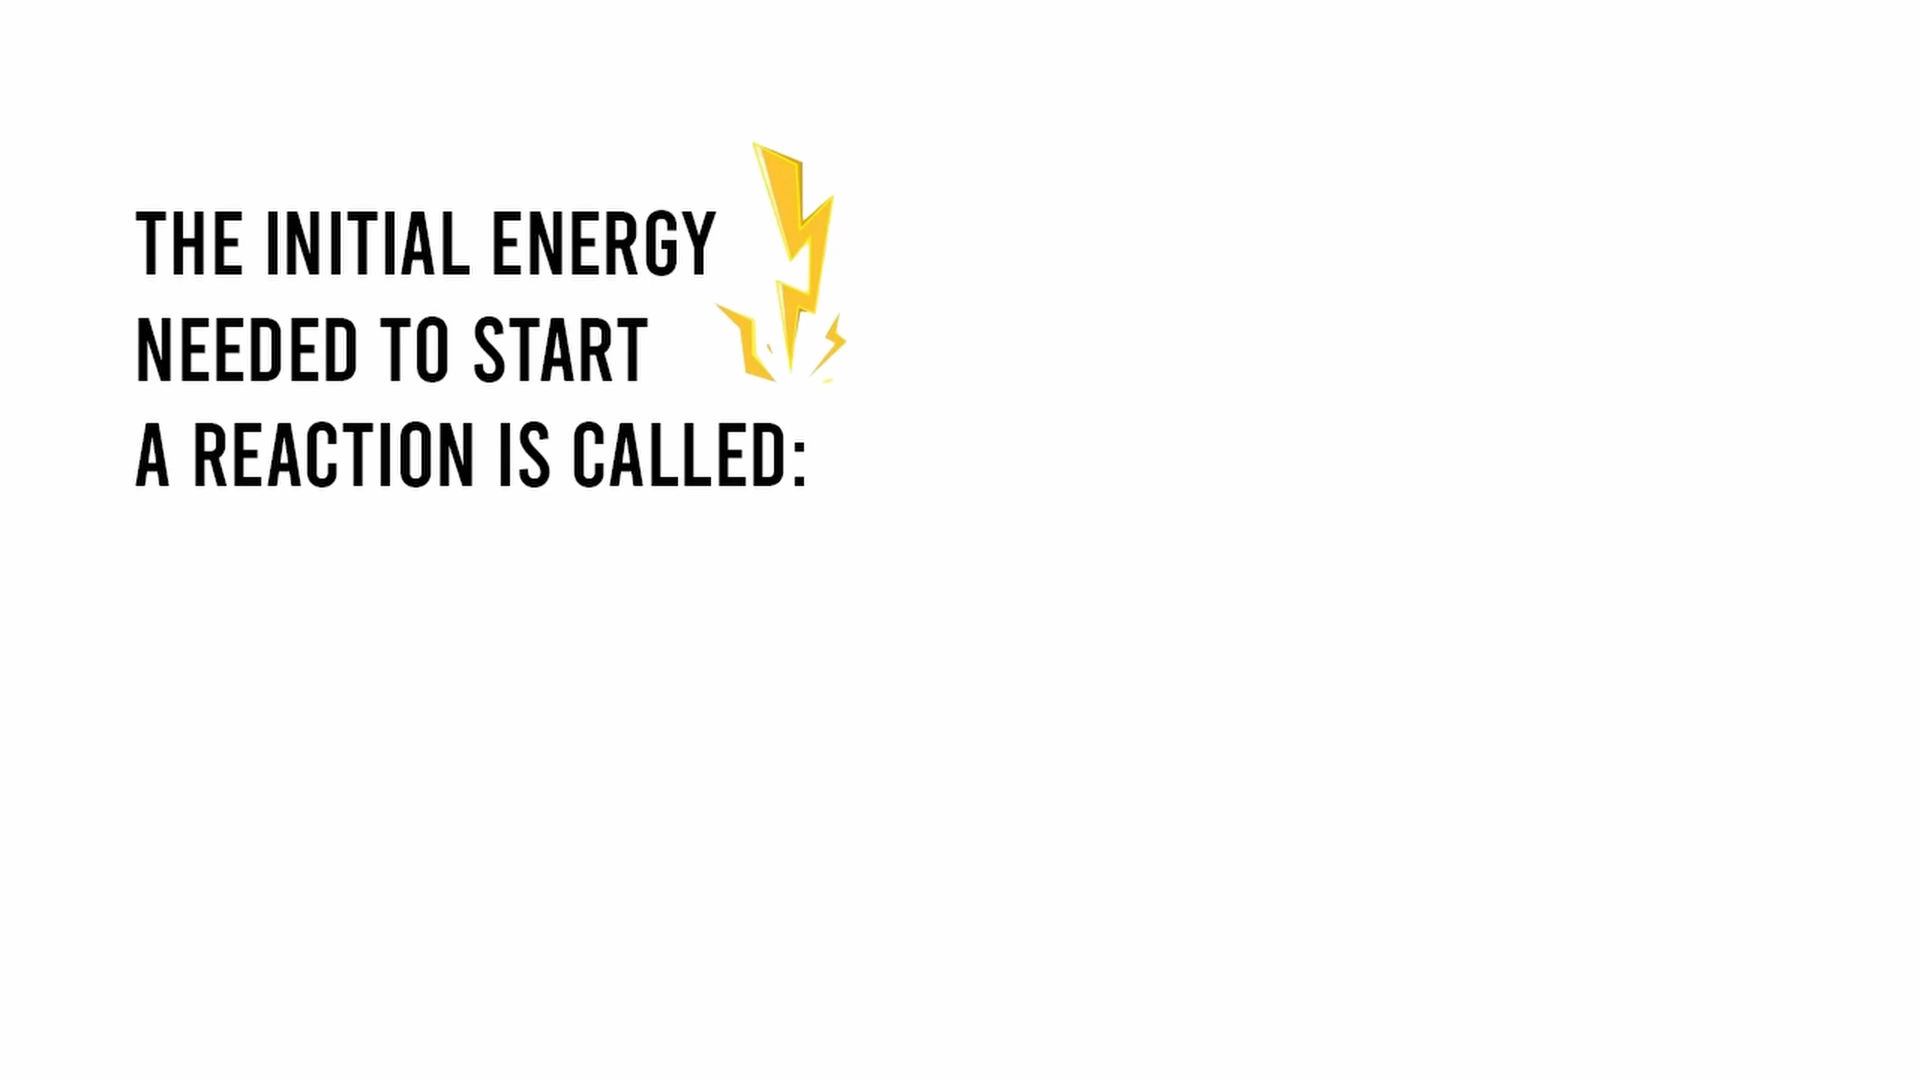 THE INITIAL ENERGY
NEEDED TO START
A REACTION IS CALLED: